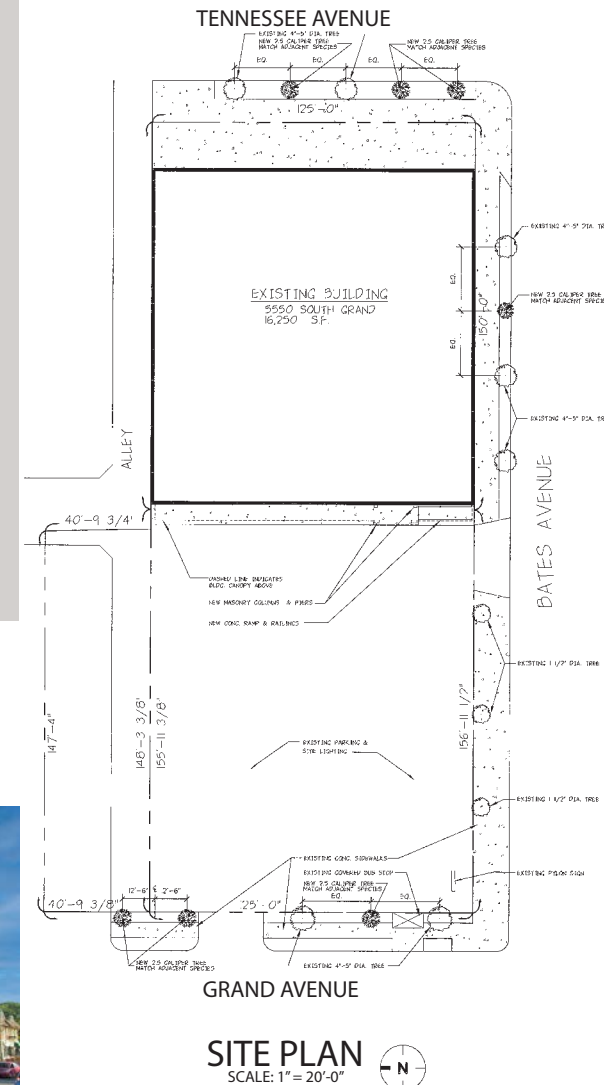 TENNESSEE AVENUE
EXISTING 4"-5" DIA. TREE
NEW 2.5 CALIPER TREE
MATCH ADJACENT SPECIES
NEW 2.5 CALIPER TREE
MATCH ADJACENT SPECIES
EQ. EQ. EQ. EQ.
125'-0"
EXISTING 4"-5" DIA. TR
EQ.
EXISTING BUILDING
5550 SOUTH GRAND
16,250 S.F.
150'-0"
NEW 2.5 CALIPER TREE
MATCH ADJACENT SPECIES
EQ.
EXISTING 4"-5" DIA. TR
ALLEY
BATES AVENUE
40'-9 3/4"
DASHED LINE INDICATES
BLDG. CANOPY ABOVE
NEW MASONRY COLUMNS & PIERS
NEW CONC. RAMP & RAILINGS
EXISTING 1 1/2" DIA. TREE
147'-4"
148'-3 3/8"
155'-11 3/8"
156'-11 1/2"
EXISTING PARKING &
SITE LIGHTING
EXISTING 1 1/2" DIA. TREE
EXISTING CONC. SIDEWALKS
EXISTING COVERED BUS STOP
EXISTING PYLON SIGN
NEW 2.5 CALIPER TREE
MATCH ADJACENT SPECIES
12'-6" 2'-6"
EQ. EQ.
40'-9 3/8"
25'-0"
NEW 2.5 CALIPER TREE
MATCH ADJACENT SPECIES
EXISTING 4"-5" DIA. TREE
GRAND AVENUE
SITE PLAN
SCALE: 1" = 20'-0"
N